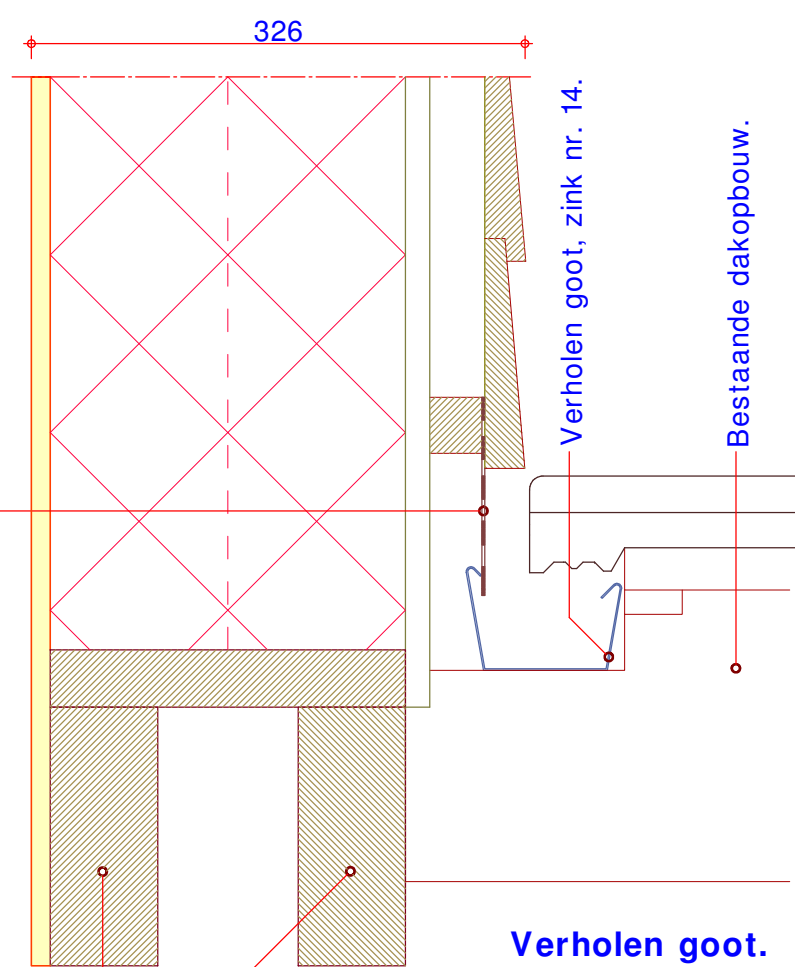 326
Verholen goot, zink nr. 14.
Bestaande dakopbouw.
Verholen goot.